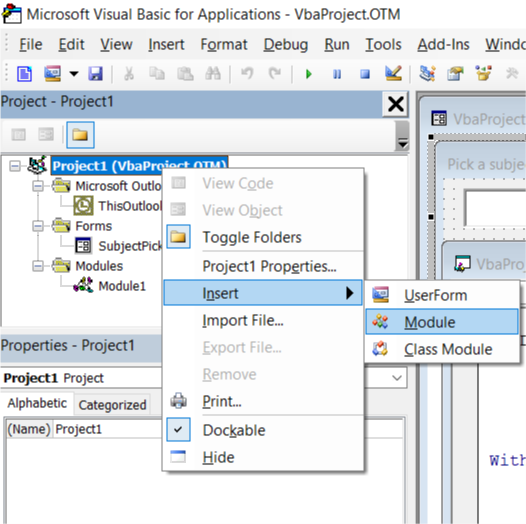 Microsoft Visual Basic for Applications - VbaProject.OTM
File Edit View Insert Format Debug Run Tools Add-Ins
Project - Project1
Project1 (VbaProject.OTM)
Microsoft Outlo
ThisOutloo
Forms
SubjectPick
Modules
Module1
View Code
View Object
Toggle Folders
Project1 Properties...
Insert
Import File...
Export File...
Remove
Print...
Dockable
Hide
UserForm
Module
Class Module
VbaProject
Pick a subje
VbaProj
With
Properties - Project1
Project1 Project
Alphabetic Categorized
(Name) Project1